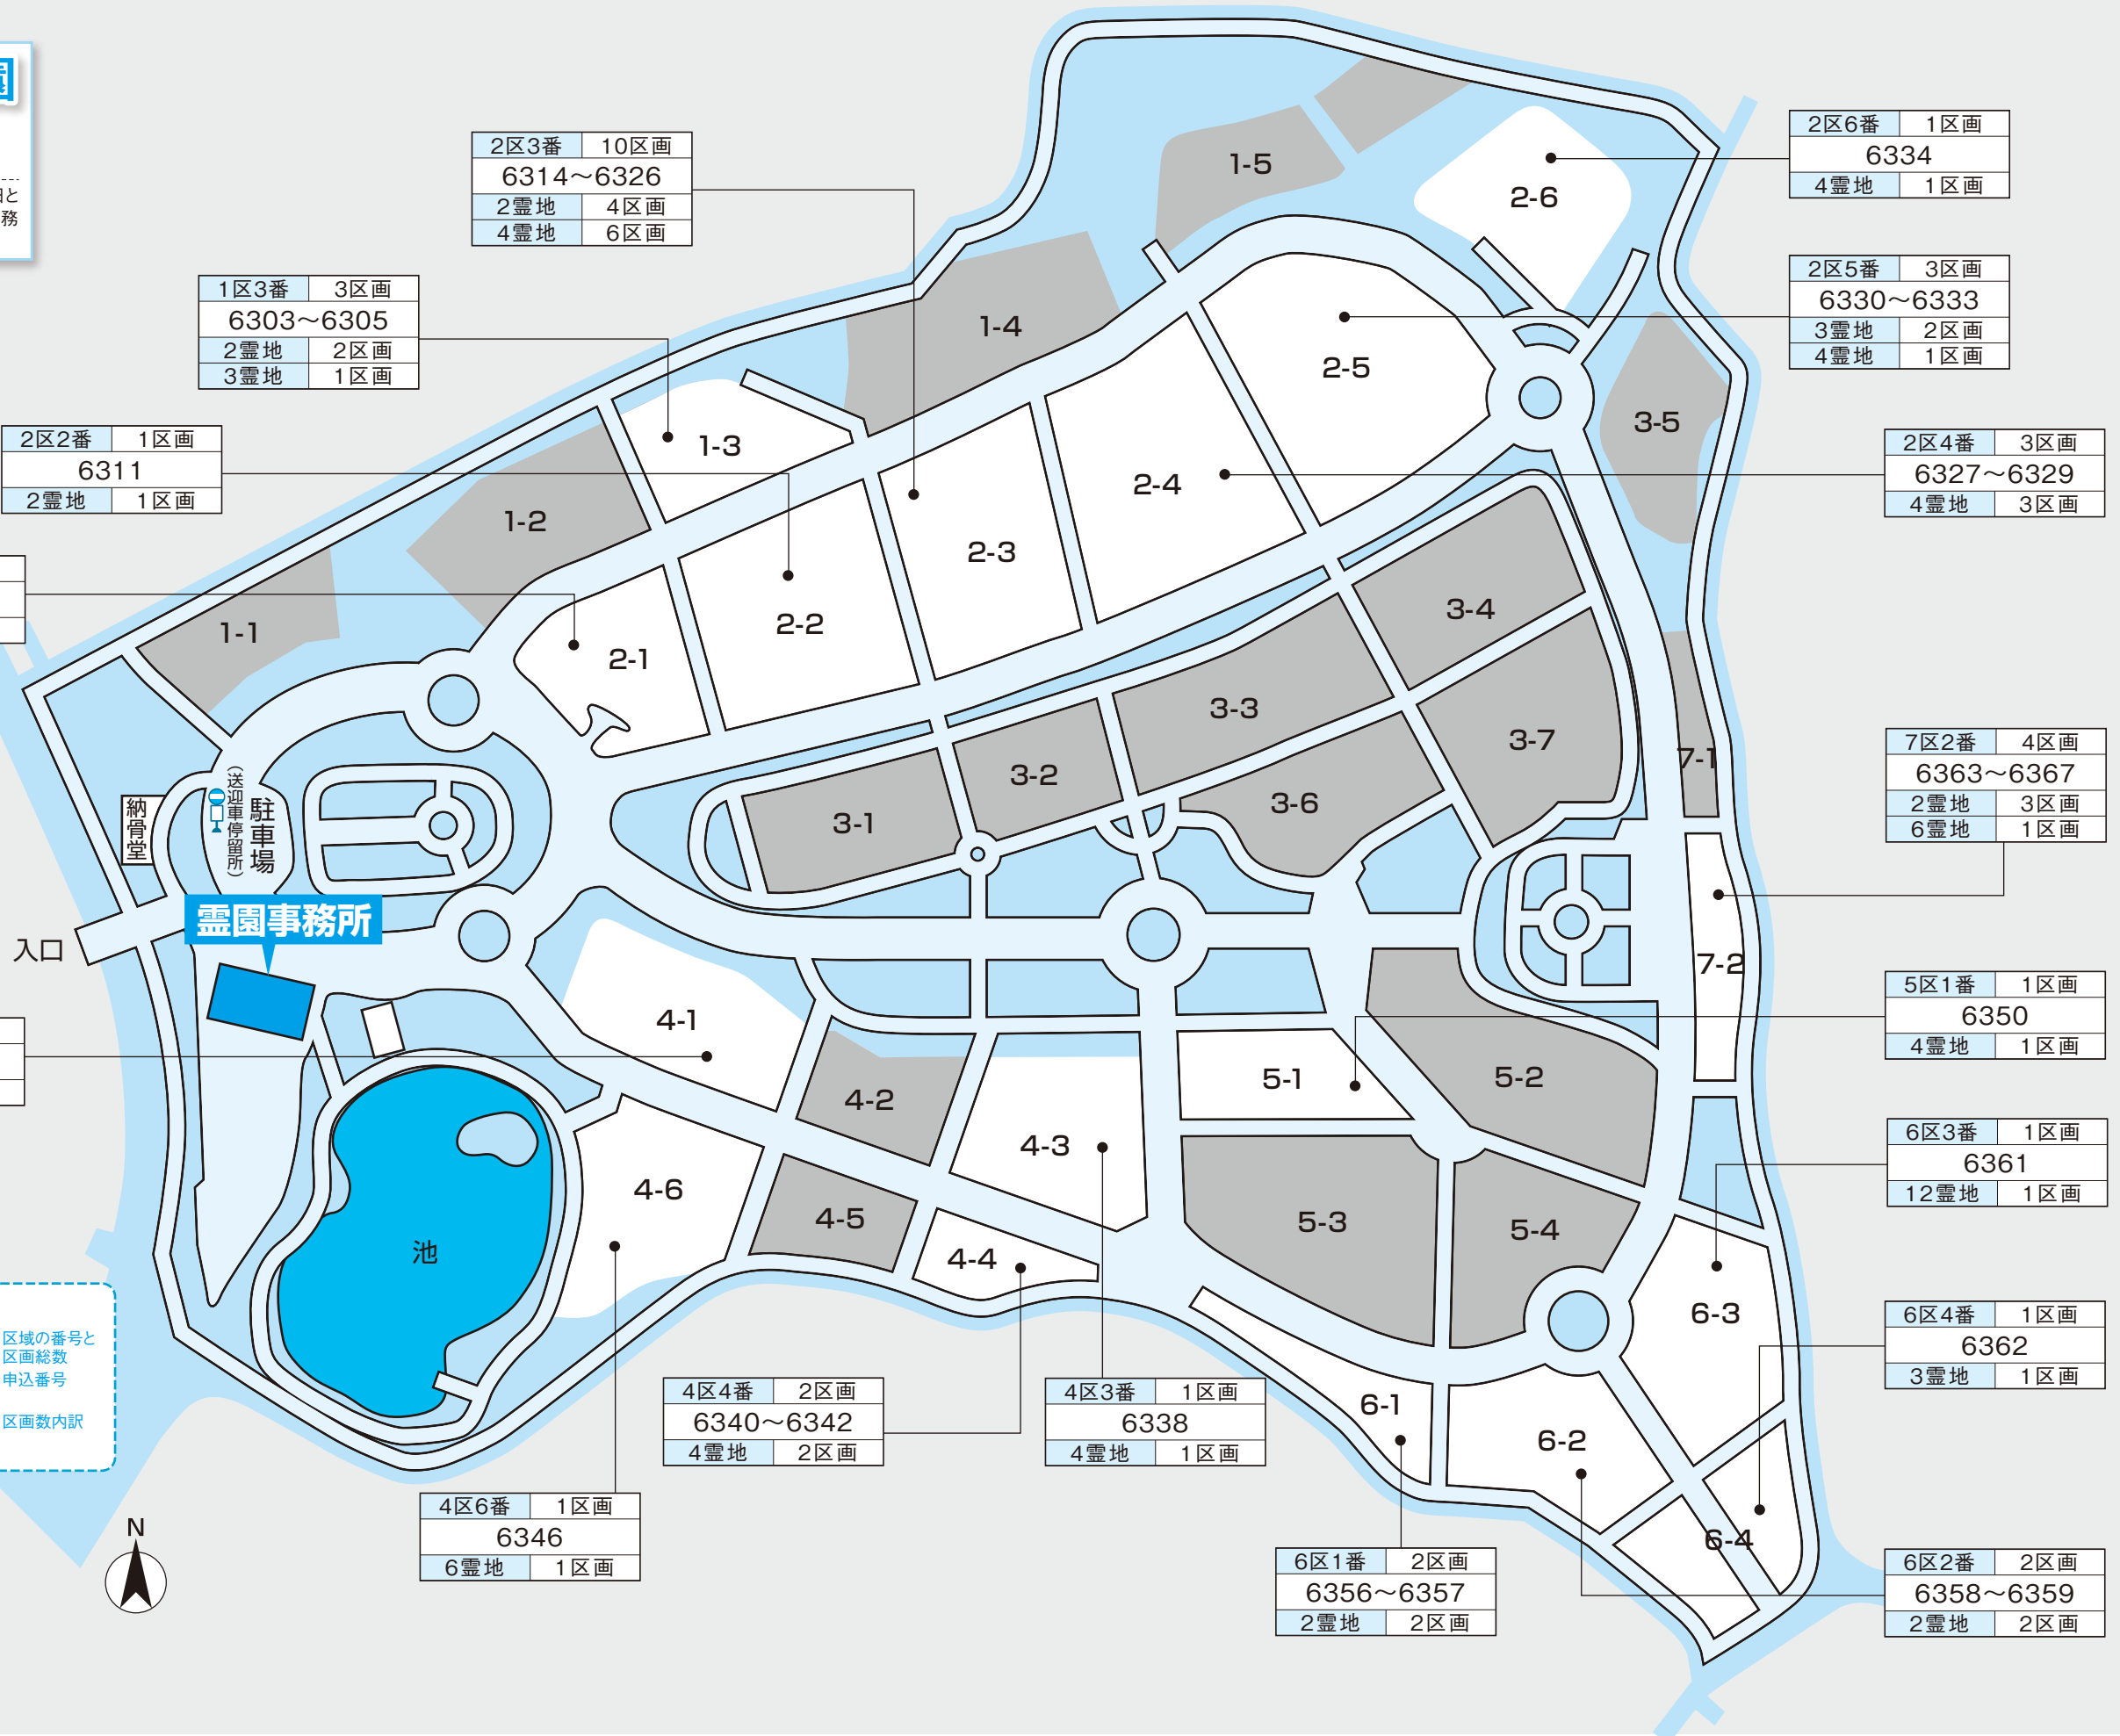 園
日と
務
2区3番 10区画
6314～6326
2霊地 4区画
4霊地 6区画
2区6番 1区画
6334
4霊地 1区画
1区3番 3区画
6303～6305
2霊地 2区画
3霊地 1区画
2区5番 3区画
6330～6333
3霊地 2区画
4霊地 1区画
2区2番 1区画
6311
2霊地 1区画
2区4番 3区画
6327～6329
4霊地 3区画
1-5
2-6
1-4
2-5
1-3
3-5
2-4
1-2
2-3
3-4
2-2
1-1
2-1
3-3
3-7
7-1
3-2
3-6
3-1
7区2番 4区画
6363～6367
2霊地 3区画
6霊地 1区画
納骨堂
(送迎車停留所)
駐車場
霊園事務所
入口
7-2
4-1
5区1番 1区画
6350
4霊地 1区画
5-1
5-2
4-2
4-3
6区3番 1区画
6361
12霊地 1区画
4-6
4-5
5-3
5-4
池
4-4
6-3
6区4番 1区画
6362
3霊地 1区画
区域の番号と
区画総数
申込番号
区画数内訳
4区4番 2区画
6340～6342
4霊地 2区画
4区3番 1区画
6338
4霊地 1区画
6-1
6-2
6-4
4区6番 1区画
6346
6霊地 1区画
N
6区1番 2区画
6356～6357
2霊地 2区画
6区2番 2区画
6358～6359
2霊地 2区画